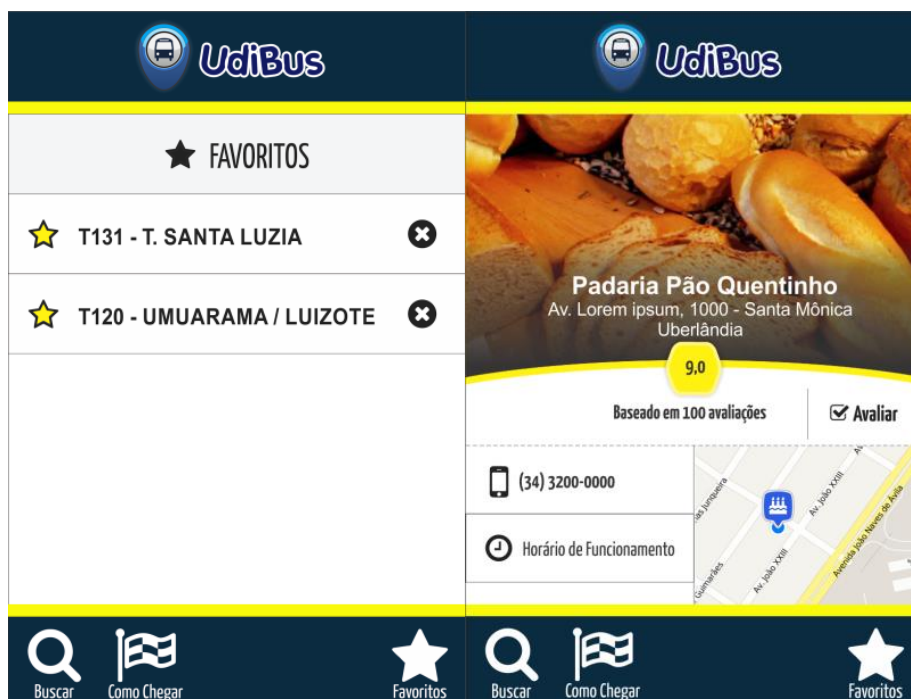 UdiBus
FAVORITOS
T131 - T. SANTA LUZIA
T120 - UMUARAMA / LUIZOTE
Buscar
Como Chegar
Favoritos
UdiBus
Padaria Pão Quentinho
Av. Lorem ipsum, 1000 - Santa Mônica
Uberlândia
9,0
Baseado em 100 avaliações
Avaliar
(34) 3200-0000
Horário de Funcionamento
Junqueira
Av. João XXIII
Av. João XXIII
Avenida João Naves de Ávila
Guimarães
Buscar
Como Chegar
Favoritos